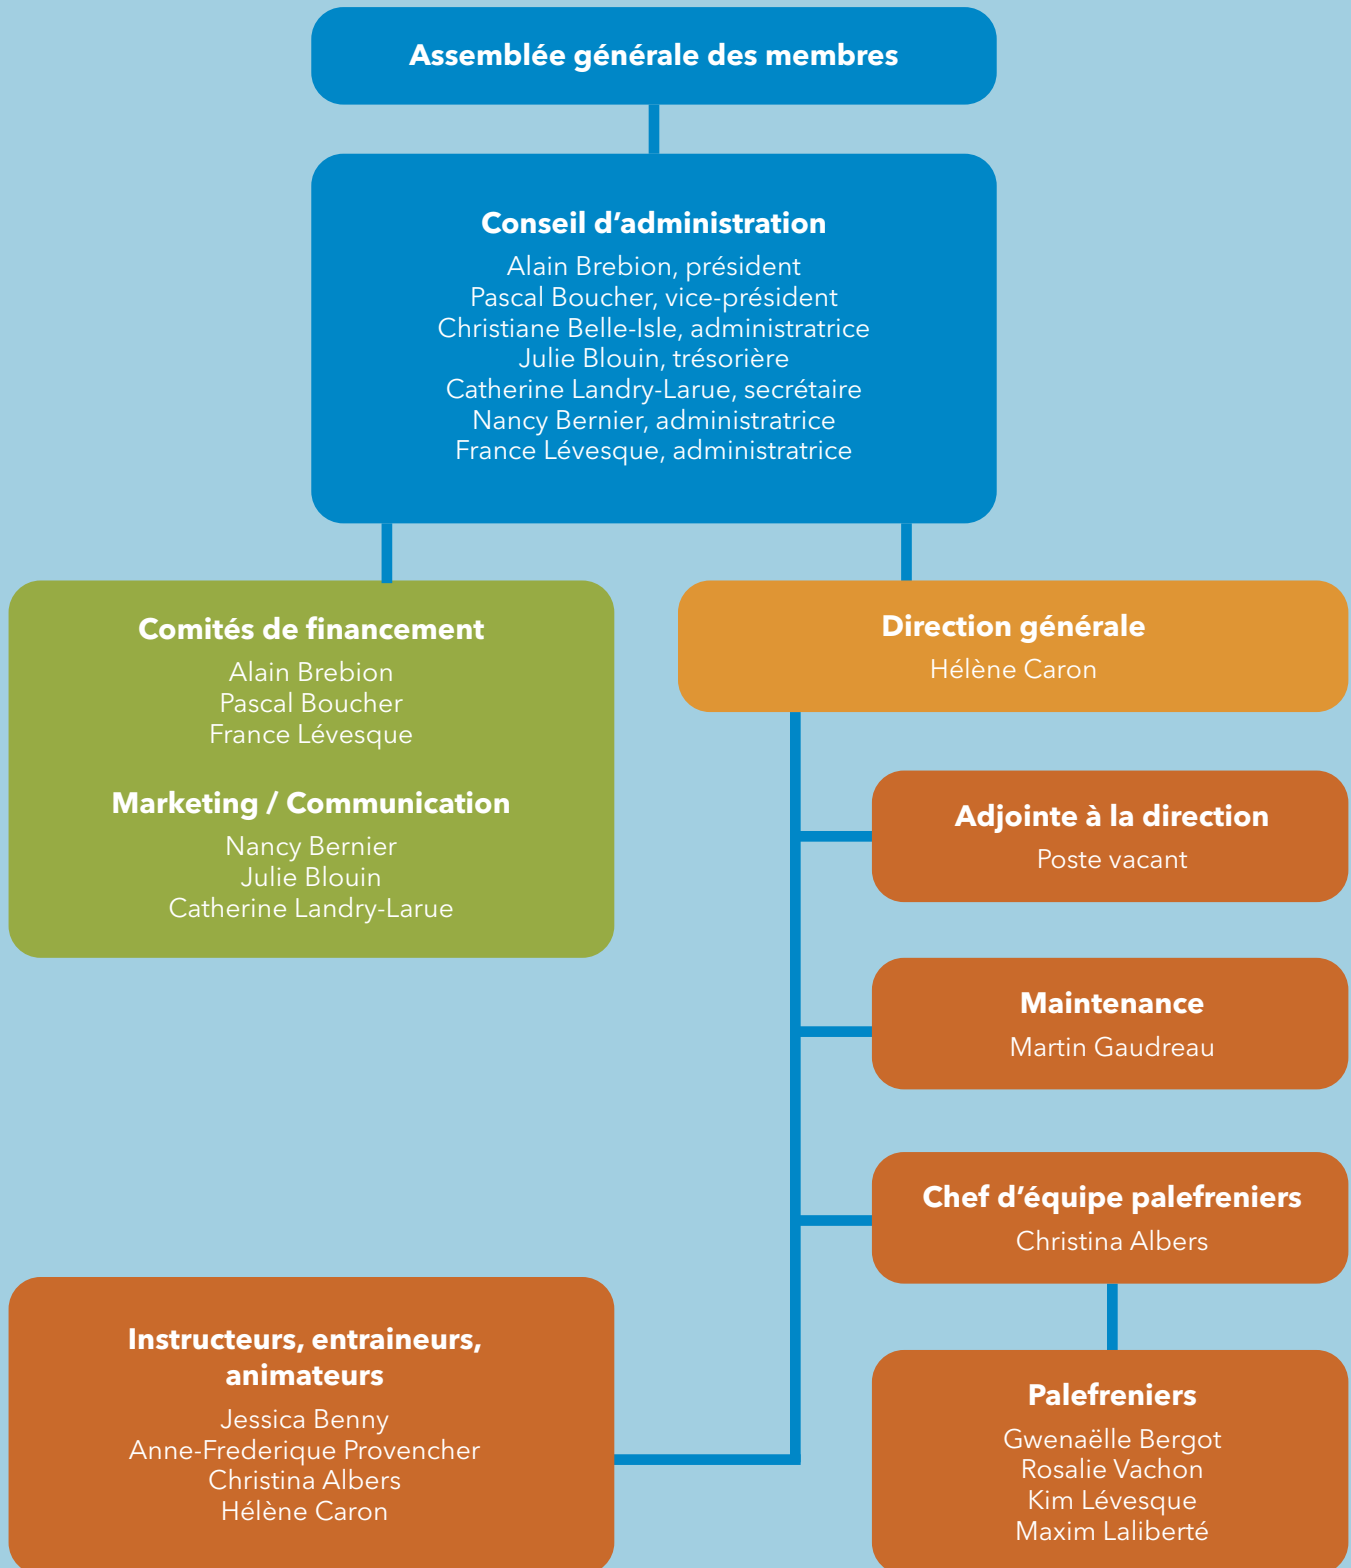 Assemblée générale des membres
Conseil d’administration
Alain Brebion, président
Pascal Boucher, vice-président
Christiane Belle-Isle, administratrice
Julie Blouin, trésorière
Catherine Landry-Larue, secrétaire
Nancy Bernier, administratrice
France Lévesque, administratrice
Comités de financement
Alain Brebion
Pascal Boucher
France Lévesque
Marketing / Communication
Nancy Bernier
Julie Blouin
Catherine Landry-Larue
Direction générale
Hélène Caron
Adjointe à la direction
Poste vacant
Maintenance
Martin Gaudreau
Chef d’équipe palefreniers
Christina Albers
Instructeurs, entraineurs,
animateurs
Jessica Benny
Anne-Frederique Provencher
Christina Albers
Hélène Caron
Palefreniers
Gwenaëlle Bergot
Rosalie Vachon
Kim Lévesque
Maxim Laliberté